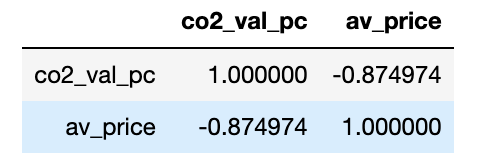 co2_val_pc av_price
co2_val_pc 1.000000 -0.874974
av_price -0.874974 1.000000